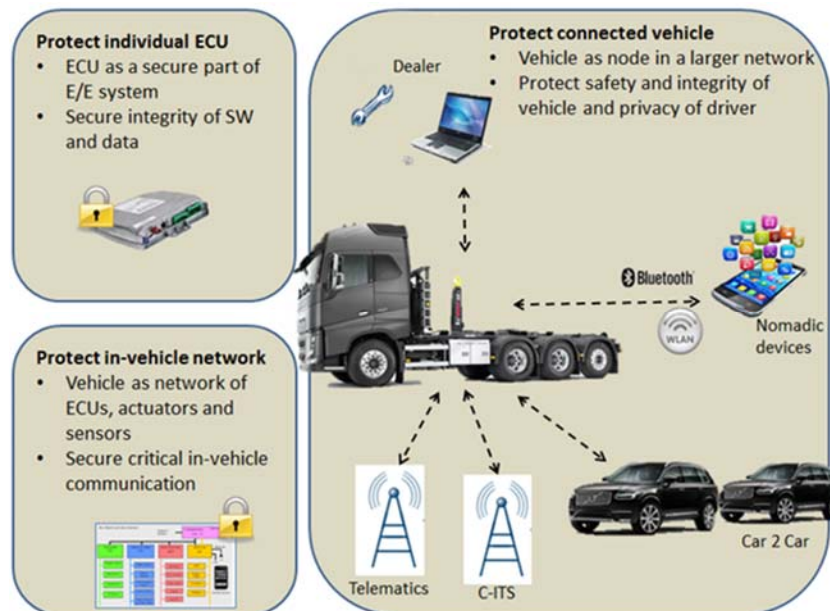 Protect individual ECU
• ECU as a secure part of
E/E system
• Secure integrity of SW
and data
Protect in-vehicle network
• Vehicle as network of
ECUs, actuators and
sensors
• Secure critical in-vehicle
communication
Protect connected vehicle
• Vehicle as node in a larger network
• Protect safety and integrity of
vehicle and privacy of driver
Dealer
Bluetooth
WLAN
Nomadic
devices
Telematics
C-ITS
Car 2 Car